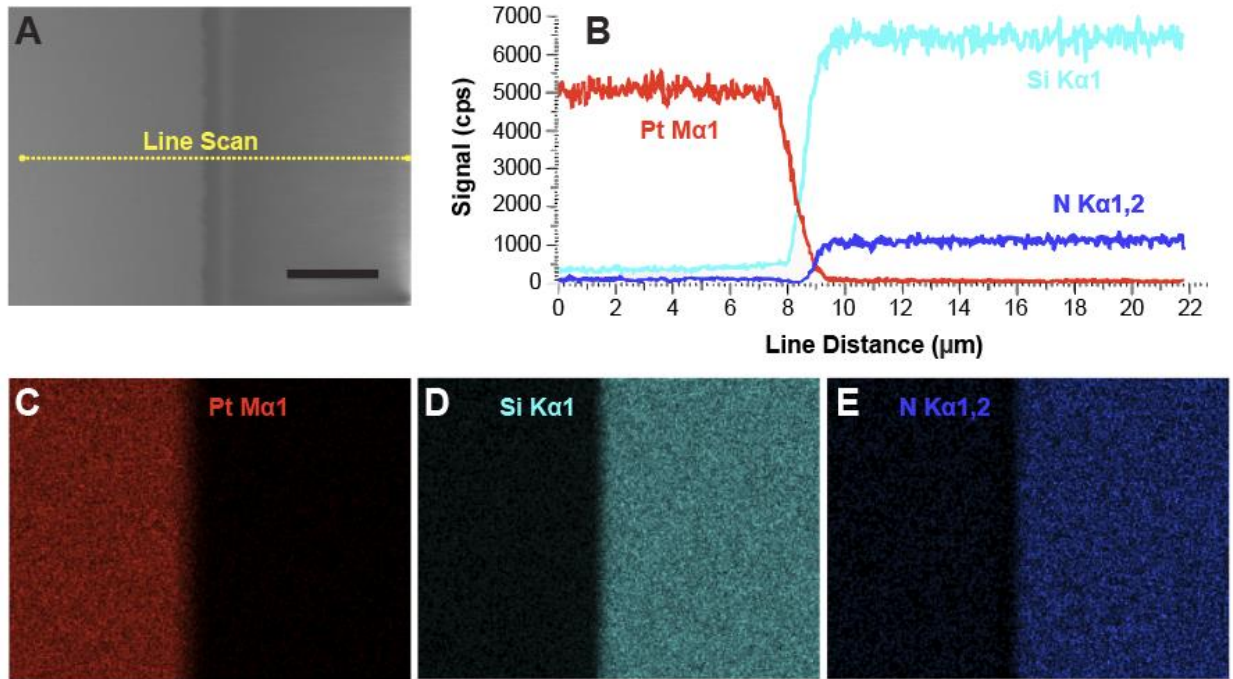 A
Line Scan
B
Signal (cps)
7000
6000
5000
4000
3000
2000
1000
0
Pt Mα1
Si Kα1
N Kα1,2
0 2 4 6 8 10 12 14 16 18 20 22
Line Distance (µm)
C
Pt Mα1
D
Si Kα1
E
N Kα1,2